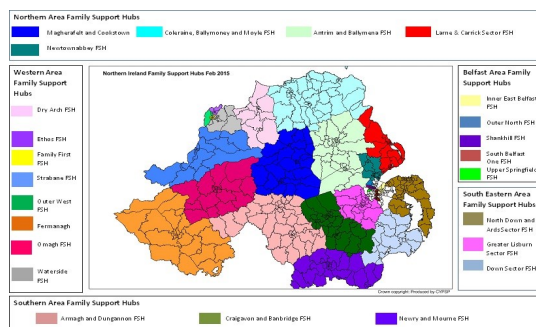 Northern Area Family Support Hubs
Magherafelt and Cookstown
Coleraine, Ballymoney and Moyle FSH
Antrim and Ballymena FSH
Larne & Carrick Sector FSH
Newtownabbey FSH
Western Area
Family Support
Hubs
Dry Arch FSH
Ethos FSH
Family First
FSH
Strabane FSH
Outer West
FSH
Fermanagh
Omagh FSH
Waterside
FSH
Northern Ireland Family Support Hubs Feb 2015
Crown copyright: Produced by CYPSP
Belfast Area Family
Support Hubs
Inner East Belfast
FSH
Outer North FSH
Shankhill FSH
South Belfast
One FSH
Upper Springfield
FSH
South Eastern Area
Family Support Hubs
North Down and
Ards Sector FSH
Greater Lisburn
Sector FSH
Down Sector FSH
Southern Area Family Support Hubs
Armagh and Dungannon FSH
Craigavon and Banbridge FSH
Newry and Mourne FSH